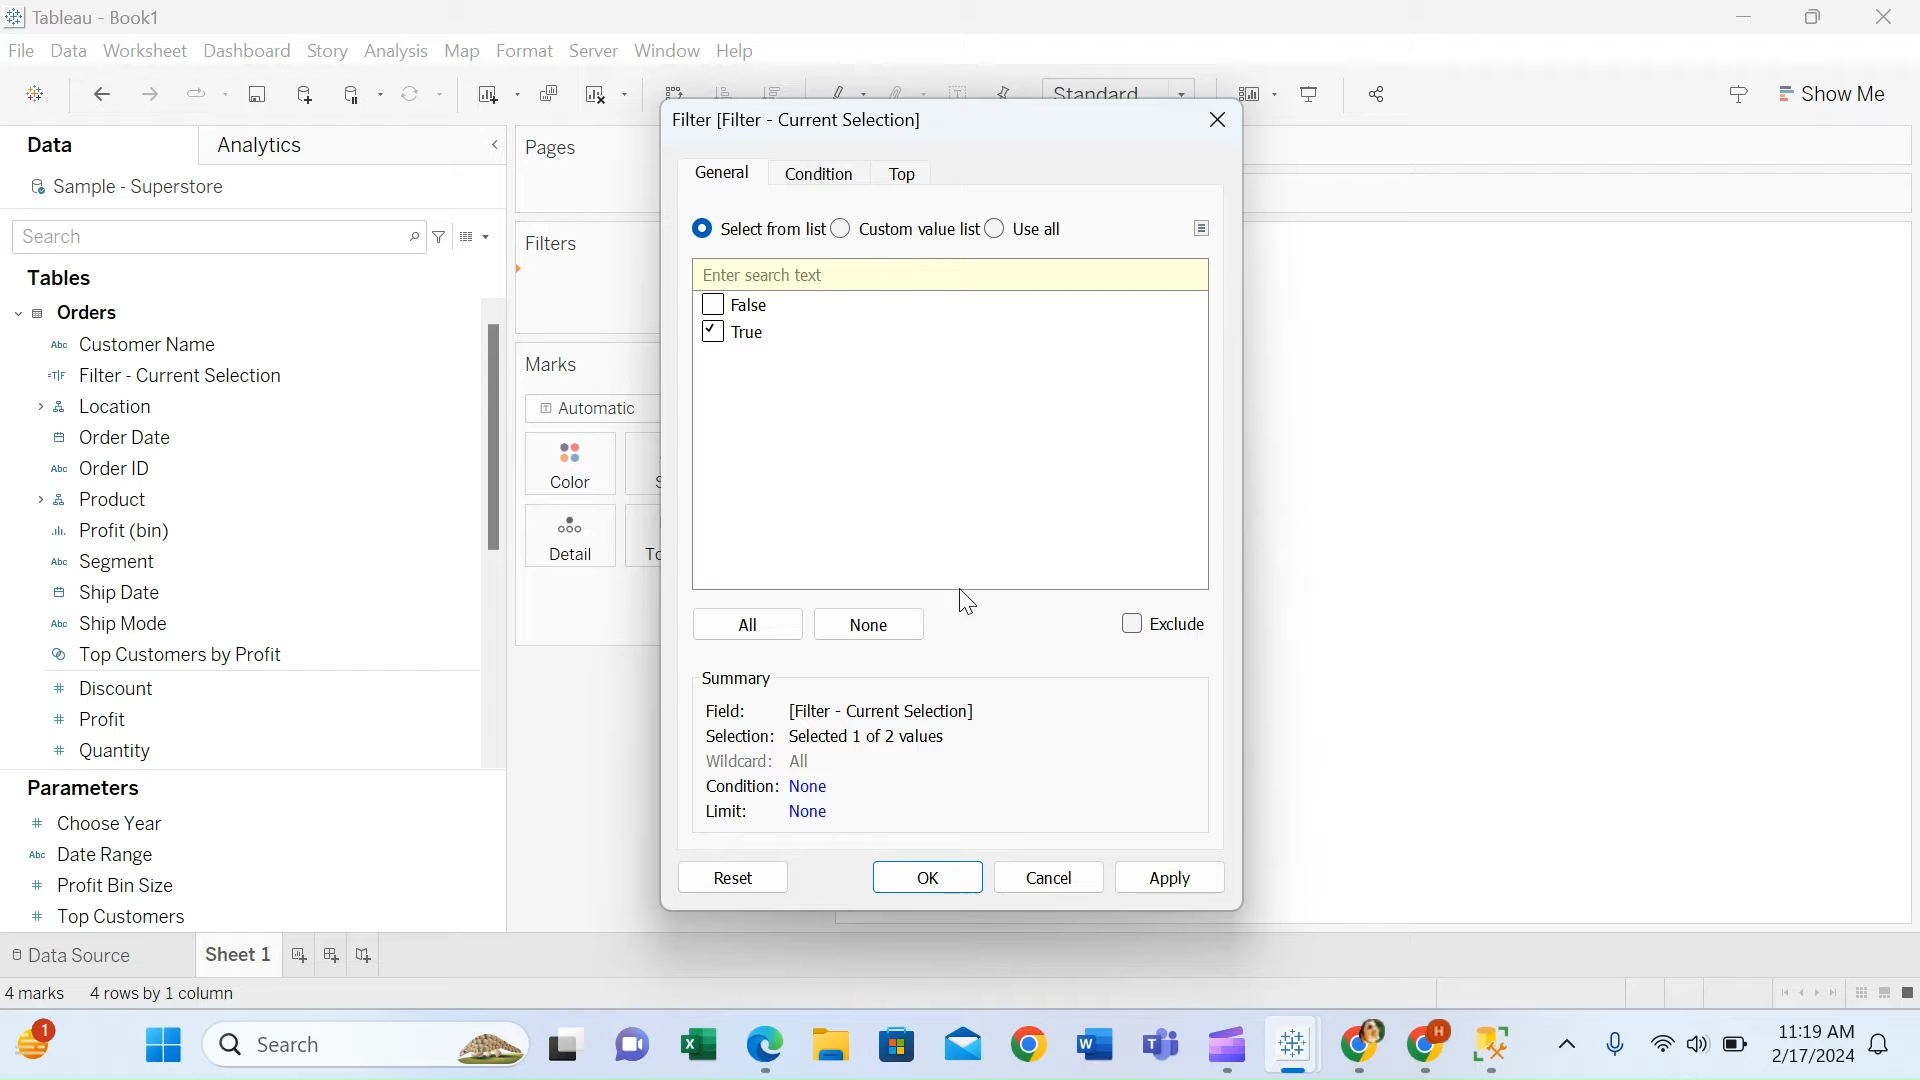 Tableau - Book1
File Data Worksheet Dashboard Story Analysis Map Format Server Window Help
Standard
Show Me
Data
Analytics
Sample - Superstore
Search
Tables
Orders
Abc Customer Name
=T|F Filter - Current Selection
Location
Order Date
Abc Order ID
Product
Profit (bin)
Abc Segment
Ship Date
Abc Ship Mode
Top Customers by Profit
# Discount
# Profit
# Quantity
Parameters
# Choose Year
Abc Date Range
# Profit Bin Size
# Top Customers
Pages
Filters
Marks
Automatic
Color
Detail
Filter [Filter - Current Selection]
General Condition Top
Select from list Custom value list Use all
Enter search text
False
True
All None Exclude
Summary
Field: [Filter - Current Selection]
Selection: Selected 1 of 2 values
Wildcard: All
Condition: None
Limit: None
Reset OK Cancel Apply
Data Source Sheet 1
4 marks 4 rows by 1 column
1
Search
H
11:19 AM
2/17/2024